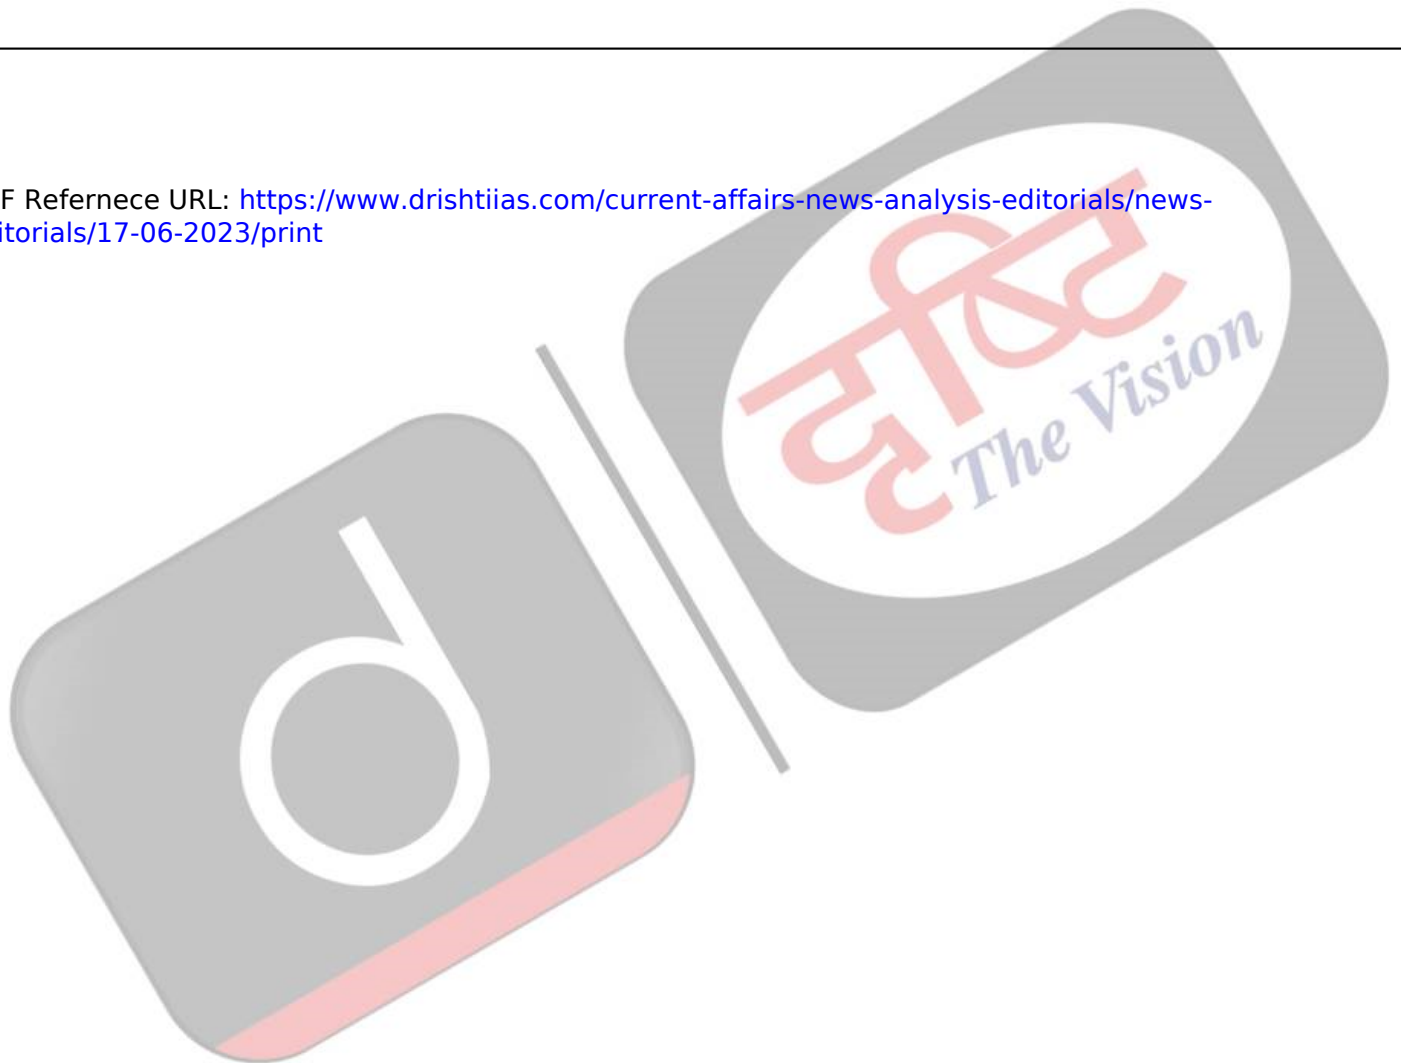 F Refernece URL: https://www.drishtiias.com/current-affairs-news-analysis-editorials/news-
itorials/17-06-2023/print
दृष्टि
The Vision
d